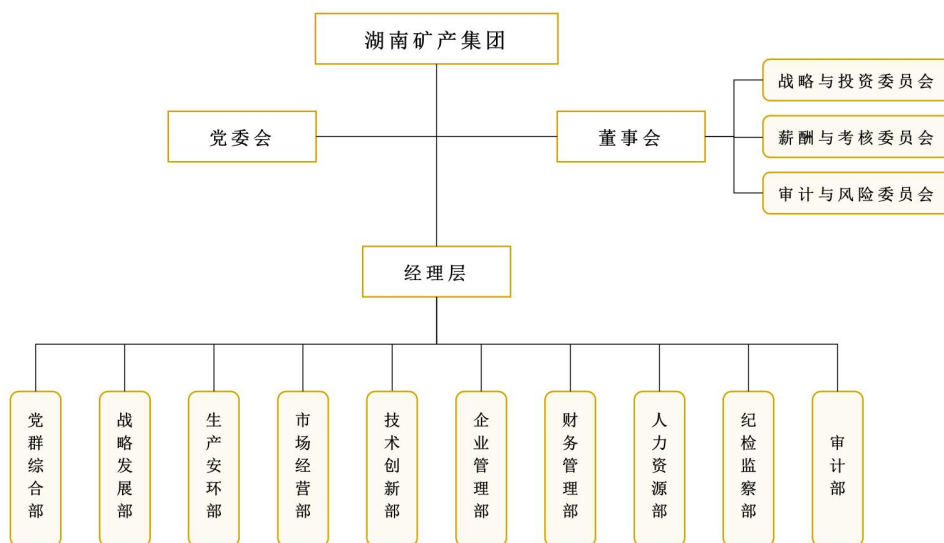 湖南矿产集团
党委会
董事会
战略与投资委员会
薪酬与考核委员会
审计与风险委员会
经理层
党群综合部
战略发展部
生产安环部
市场经营部
技术创新部
企业管理部
财务管理部
人力资源部
纪检监察部
审计部